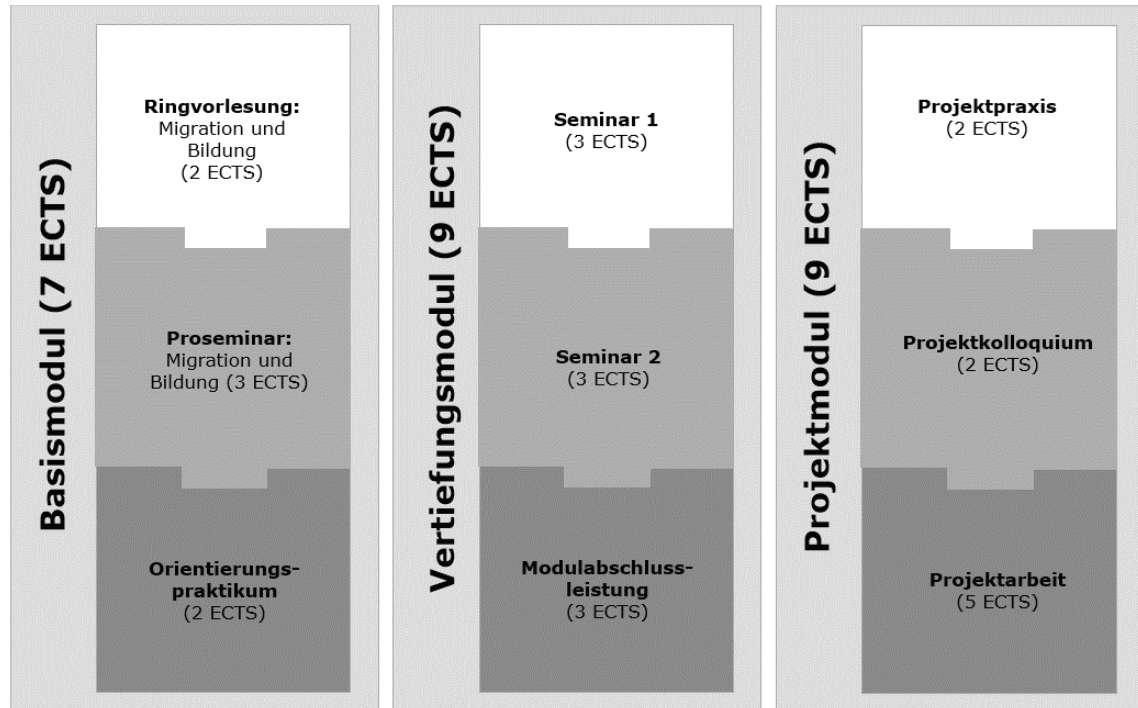 Basismodul (7 ECTS)
Ringvorlesung:
Migration und
Bildung
(2 ECTS)
Proseminar:
Migration und
Bildung (3 ECTS)
Orientierungs-
praktikum
(2 ECTS)
Vertiefungsmodul (9 ECTS)
Seminar 1
(3 ECTS)
Seminar 2
(3 ECTS)
Modulabschluss-
leistung
(3 ECTS)
Projektmodul (9 ECTS)
Projektpraxis
(2 ECTS)
Projektkolloquium
(2 ECTS)
Projektarbeit
(5 ECTS)